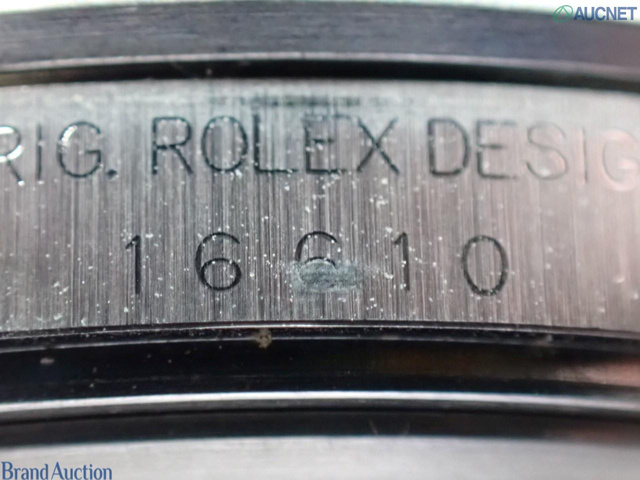 AUCNET
RIG. ROLEX DESIG
16610
Brand Auction